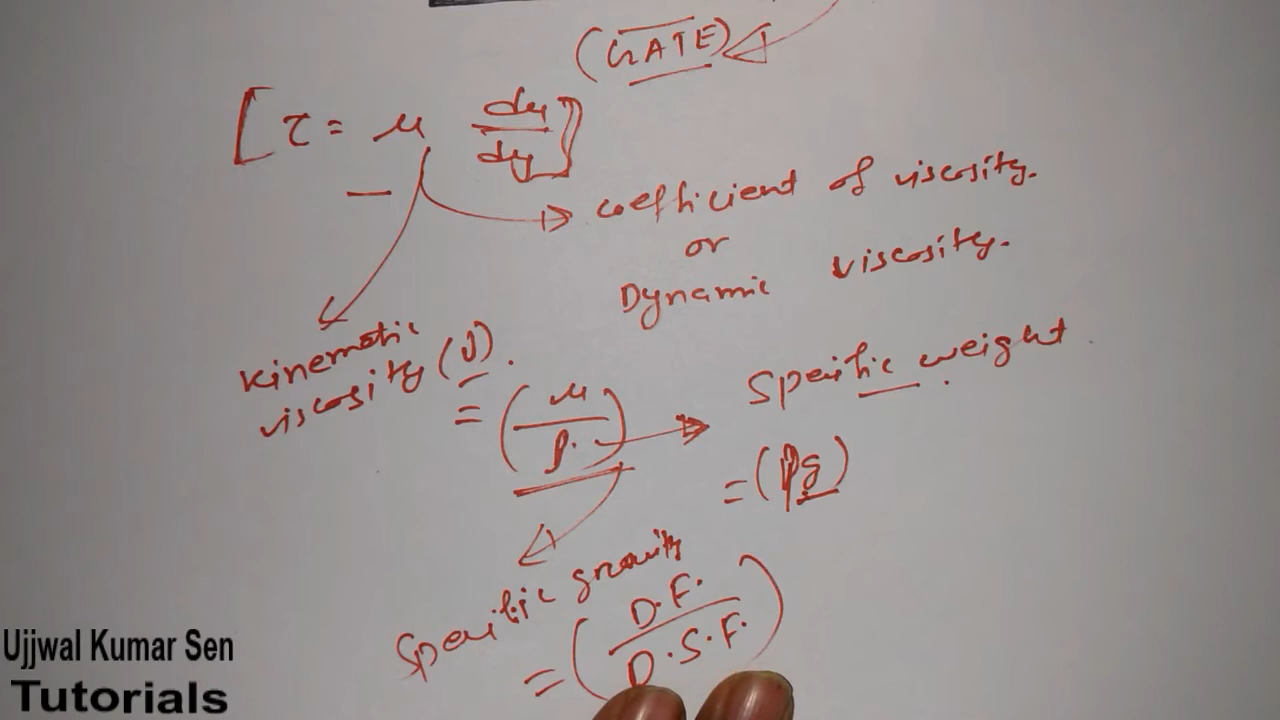 (GATE)
[τ = μ du/dy]
coefficient of viscosity.
or
Dynamic viscosity.
Kinematic
viscosity (ν).
= (μ/ρ)
Specific weight
= (ρg)
Specific gravity
= (D.F./D.S.F.)
Ujjwal Kumar Sen
Tutorials